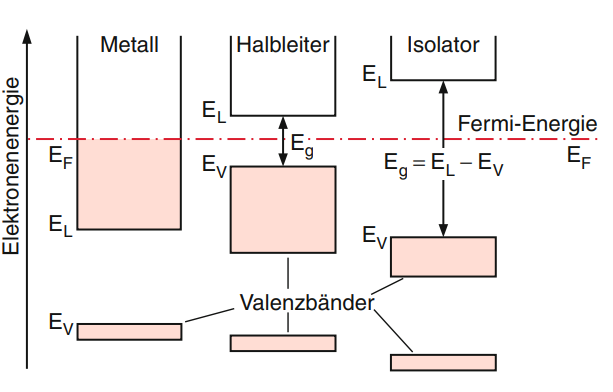 Elektronenenergie
Metall
Halbleiter
Isolator
E_L
E_L
Fermi-Energie
E_F
E_V
E_g
E_g = E_L – E_V
E_F
E_L
E_V
Valenzbänder
E_V